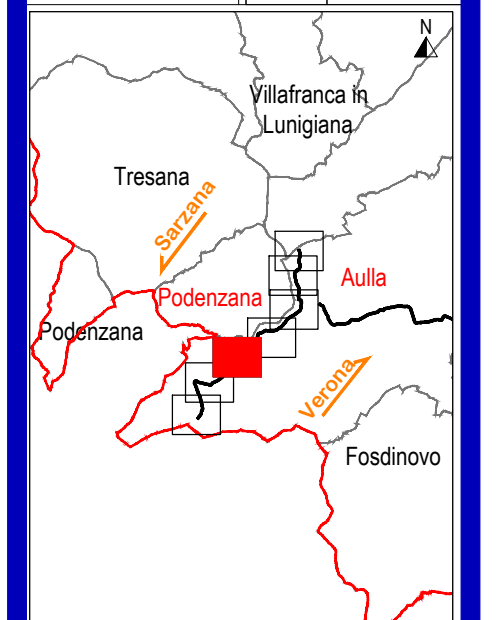 N
Villafranca in
Lunigiana
Tresana
Sarzana
Aulla
Podenzana
Podenzana
Verona
Fosdinovo